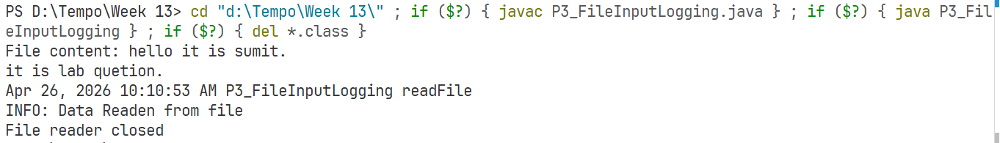 PS D:\Tempo\Week 13> cd "d:\Tempo\Week 13\" ; if ($?) { javac P3_FileInputLogging.java } ; if ($?) { java P3_Fil
eInputLogging } ; if ($?) { del *.class }
File content: hello it is sumit.
it is lab quetion.
Apr 26, 2026 10:10:53 AM P3_FileInputLogging readFile
INFO: Data Readen from file
File reader closed